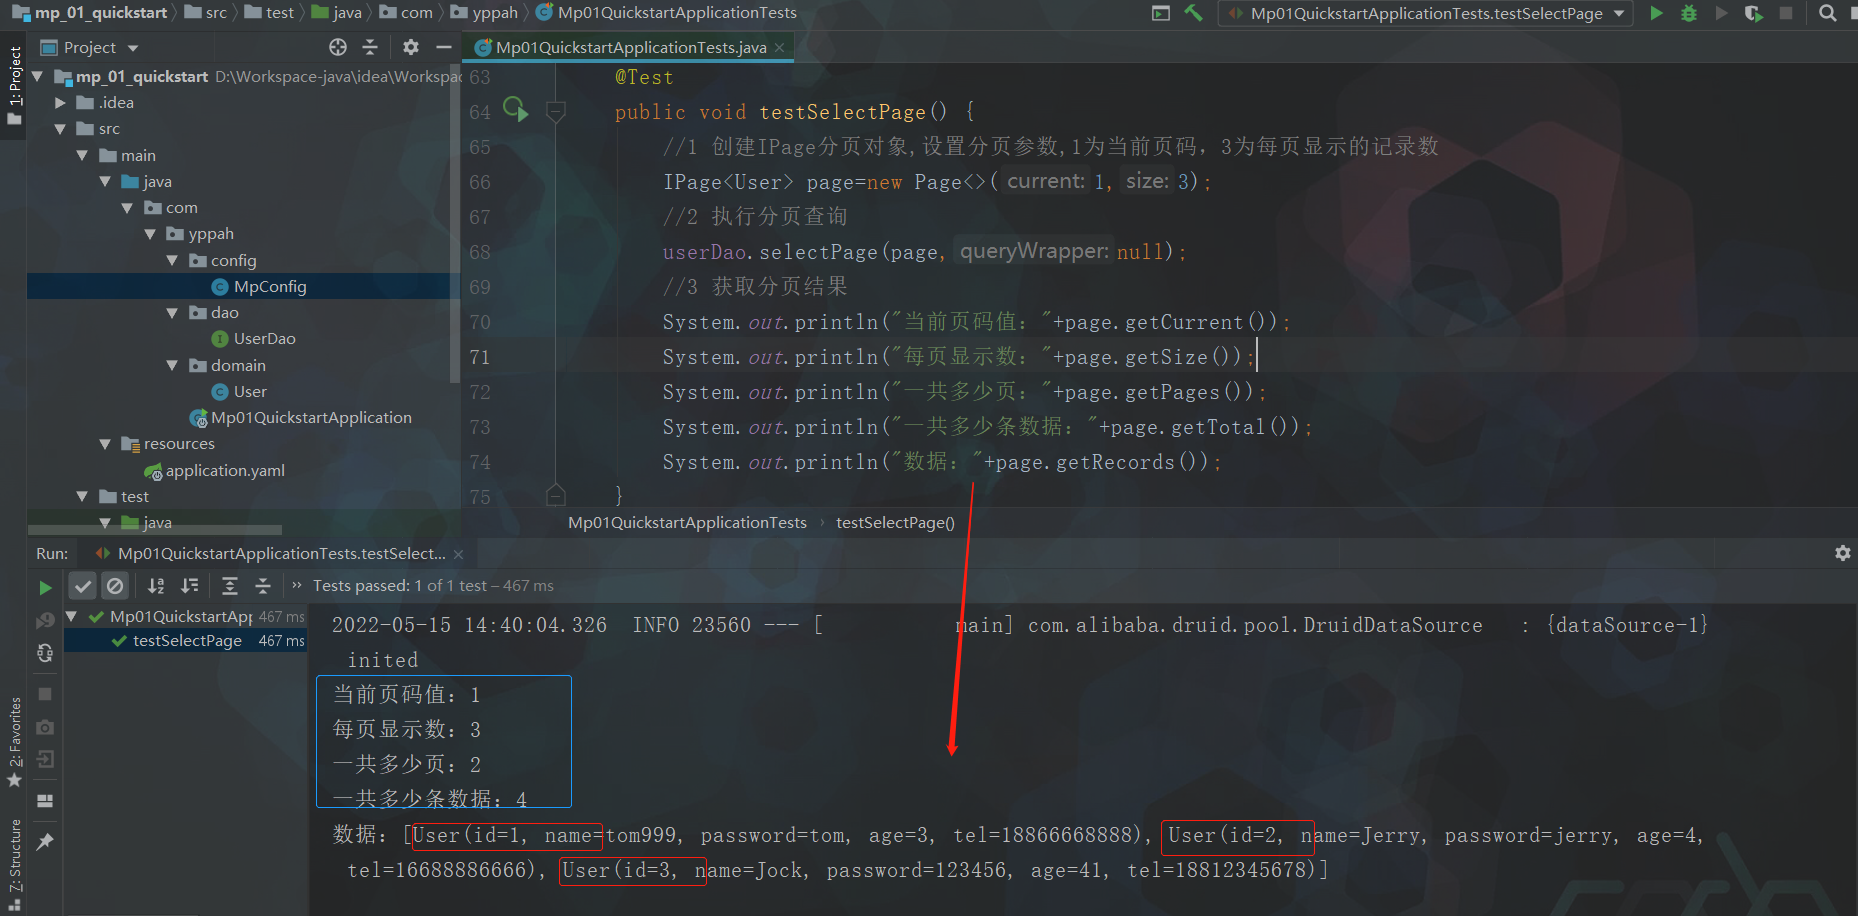 mp_01_quickstart src test java com yppah Mp01QuickstartApplicationTests
Mp01QuickstartApplicationTests.testSelectPage
1: Project
Project
Mp01QuickstartApplicationTests.java
mp_01_quickstart D:\Workspace-java\idea\Workspac
.idea
src
main
java
com
yppah
config
MpConfig
dao
UserDao
domain
User
Mp01QuickstartApplication
resources
application.yaml
test
java
63 @Test
64 public void testSelectPage() {
65 //1 创建IPage分页对象,设置分页参数,1为当前页码，3为每页显示的记录数
66 IPage<User> page=new Page<>( current: 1, size: 3);
67 //2 执行分页查询
68 userDao.selectPage(page, queryWrapper: null);
69 //3 获取分页结果
70 System.out.println("当前页码值："+page.getCurrent());
71 System.out.println("每页显示数："+page.getSize());
72 System.out.println("一共多少页："+page.getPages());
73 System.out.println("一共多少条数据："+page.getTotal());
74 System.out.println("数据："+page.getRecords());
75 }
Mp01QuickstartApplicationTests › testSelectPage()
Run: Mp01QuickstartApplicationTests.testSelect...
Tests passed: 1 of 1 test – 467 ms
Mp01QuickstartApp 467 ms
testSelectPage 467 ms
2022-05-15 14:40:04.326  INFO 23560 --- [           main] com.alibaba.druid.pool.DruidDataSource   : {dataSource-1}
inited
当前页码值：1
每页显示数：3
一共多少页：2
一共多少条数据：4
数据：[User(id=1, name=tom999, password=tom, age=3, tel=18866668888), User(id=2, name=Jerry, password=jerry, age=4,
tel=16688886666), User(id=3, name=Jock, password=123456, age=41, tel=18812345678)]
2: Favorites
7: Structure